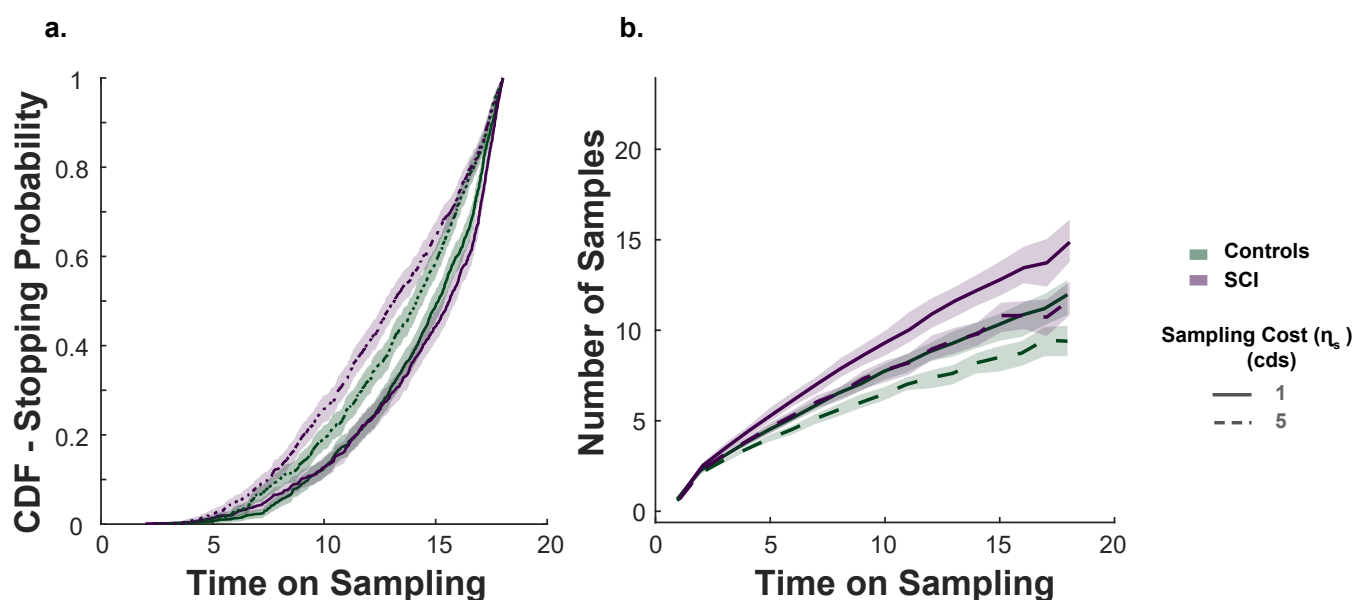 a.
CDF - Stopping Probability
1
0.8
0.6
0.4
0.2
0
0
5
10
15
20
Time on Sampling
b.
Number of Samples
20
15
10
5
0
0
5
10
15
20
Time on Sampling
Controls
SCI
Sampling Cost (ηs )
(cds)
1
5